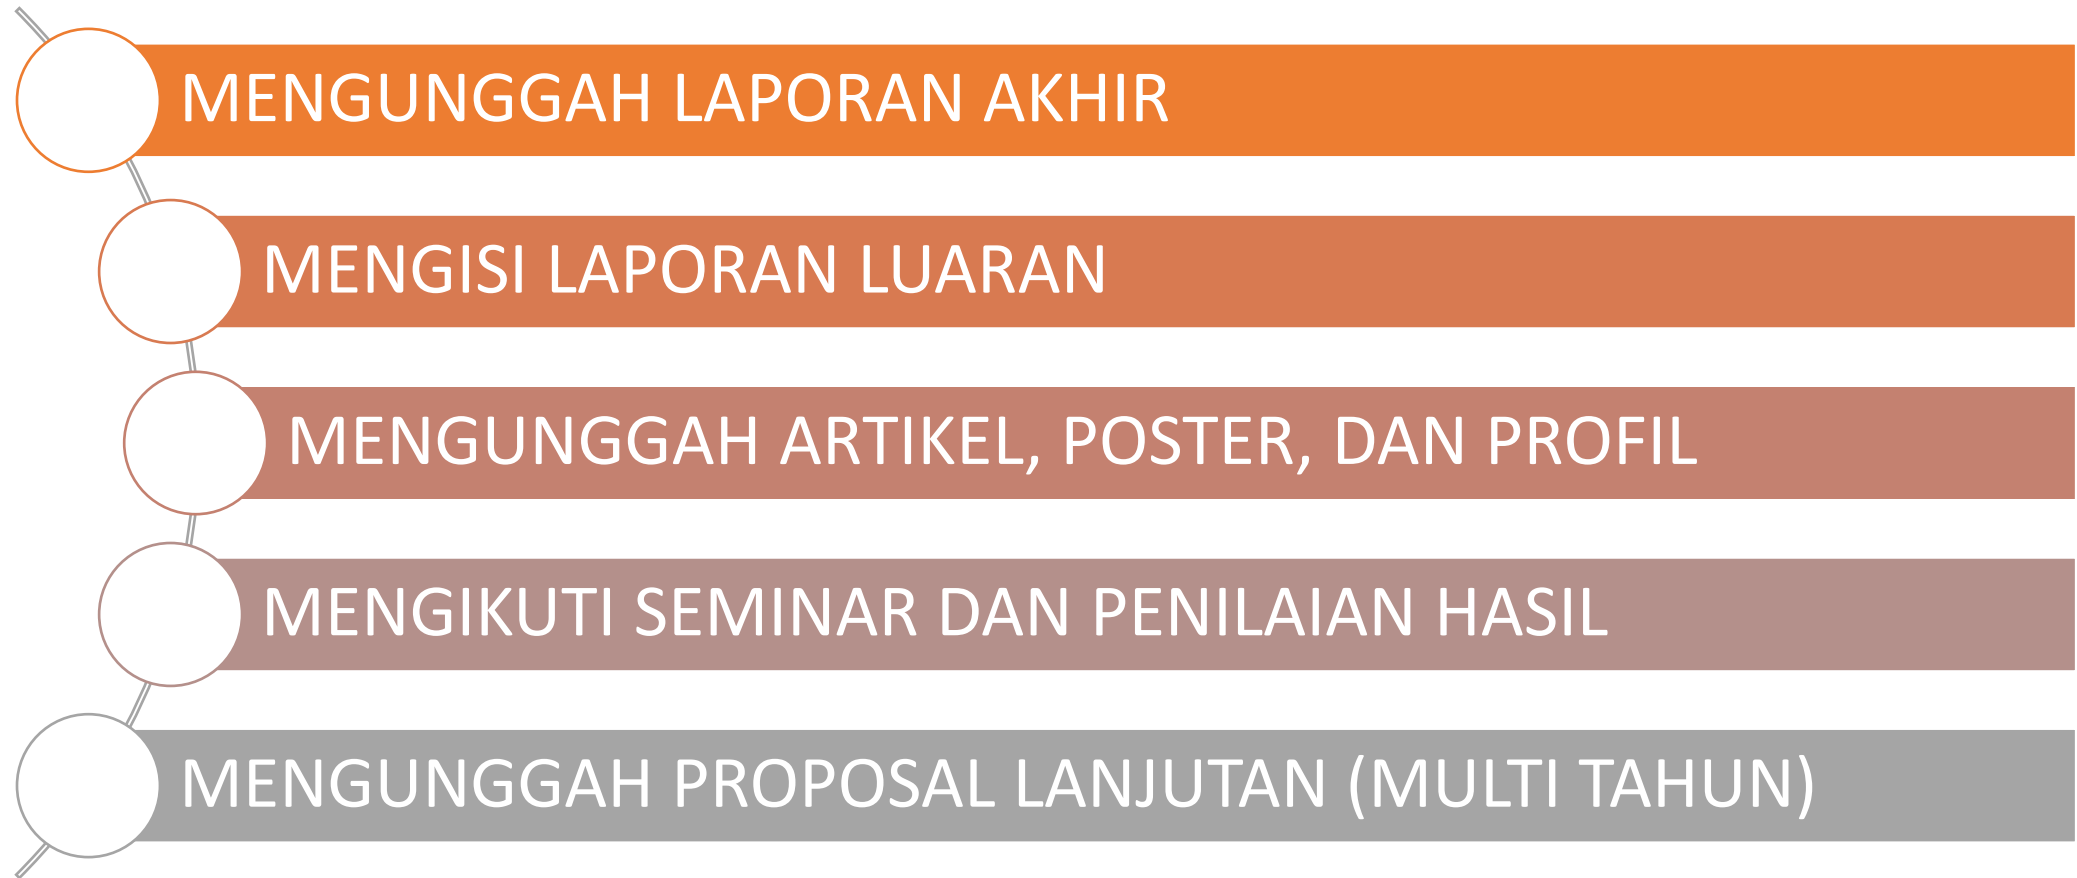 MENGUNGGAH LAPORAN AKHIR
MENGISI LAPORAN LUARAN
MENGUNGGAH ARTIKEL, POSTER, DAN PROFIL
MENGIKUTI SEMINAR DAN PENILAIAN HASIL
MENGUNGGAH PROPOSAL LANJUTAN (MULTI TAHUN)